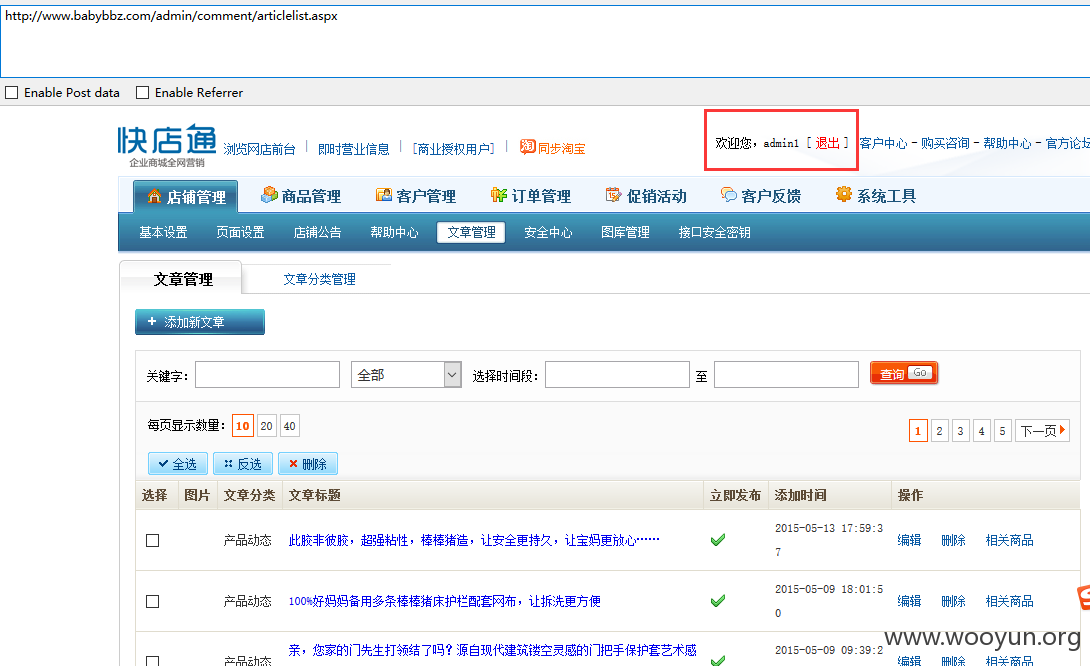 http://www.babybbz.com/admin/comment/articlelist.aspx
Enable Post data Enable Referrer
快店通
企业商城全网营销
浏览网店前台 | 即时营业信息 | [商业授权用户] | 淘 同步淘宝
欢迎您，admin1 [ 退出 ] 客户中心 - 购买咨询 - 帮助中心 - 官方论坛
店铺管理 商品管理 客户管理 订单管理 促销活动 客户反馈 系统工具
基本设置 页面设置 店铺公告 帮助中心 文章管理 安全中心 图库管理 接口安全密钥
文章管理 文章分类管理
+ 添加新文章
关键字： 全部 选择时间段： 至 查询 Go
每页显示数量： 10 20 40
1 2 3 4 5 下一页
全选 反选 删除
选择 图片 文章分类 文章标题 立即发布 添加时间 操作
产品动态 此胶非彼胶，超强粘性，棒棒猪造，让安全更持久，让宝妈更放心…… 2015-05-13 17:59:3
7 编辑 删除 相关商品
产品动态 100%好妈妈备用多条棒棒猪床护栏配套网布，让拆洗更方便 2015-05-09 18:01:5
0 编辑 删除 相关商品
产品动态 亲，您家的门先生打领结了吗？源自现代建筑镂空灵感的门把手保护套艺术感 2015-05-09 09:39:2
编辑 删除 相关商品
www.wooyun.org